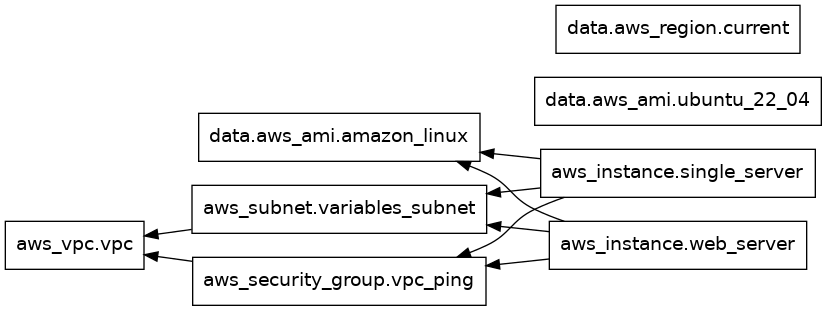 data.aws_region.current
data.aws_ami.ubuntu_22_04
data.aws_ami.amazon_linux
aws_instance.single_server
aws_subnet.variables_subnet
aws_vpc.vpc
aws_instance.web_server
aws_security_group.vpc_ping